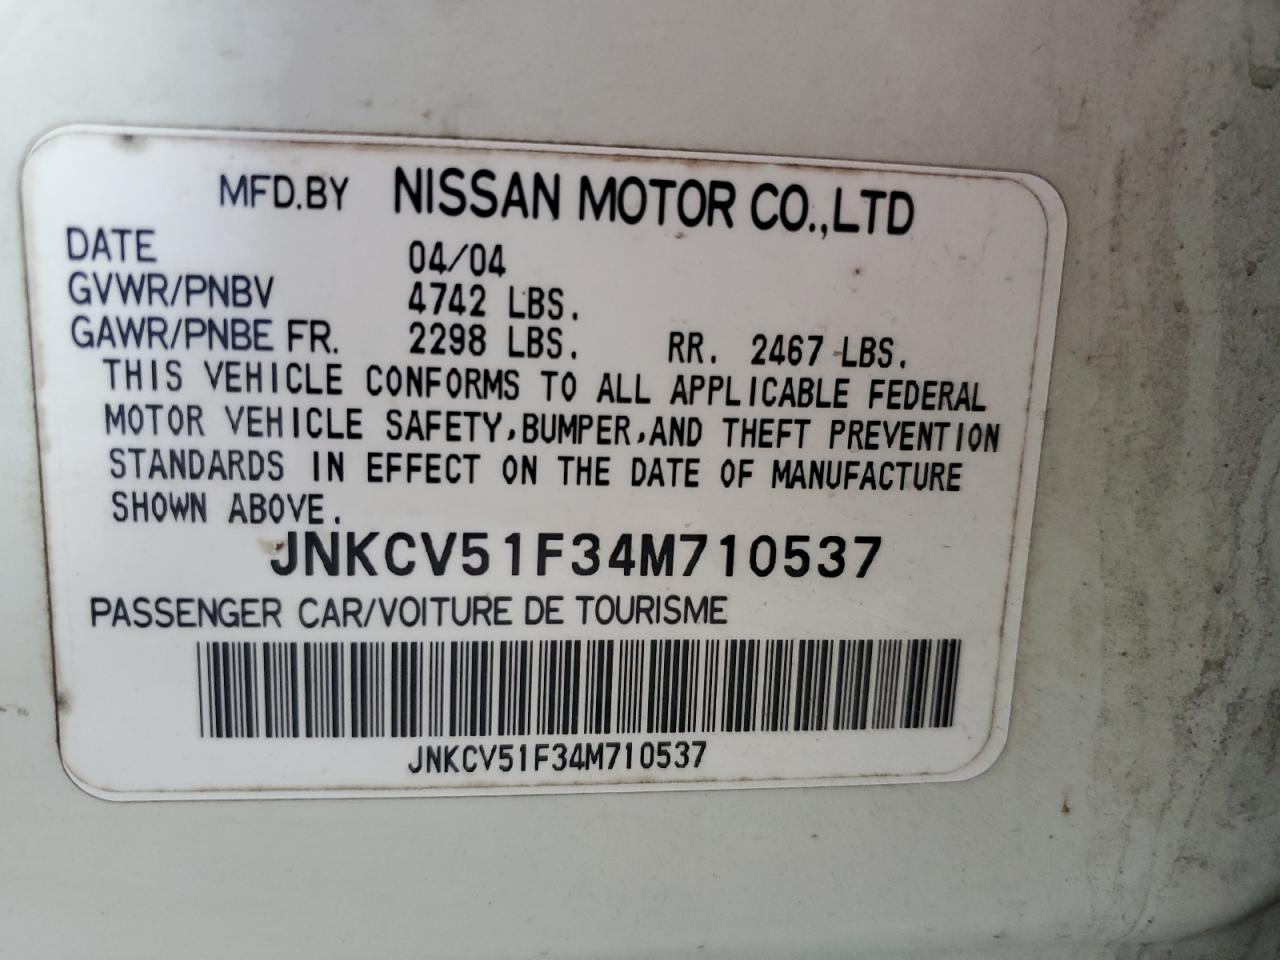 MFD.BY NISSAN MOTOR CO.,LTD
DATE 04/04
GVWR/PNBV 4742 LBS.
GAWR/PNBE FR. 2298 LBS. RR. 2467 LBS.
THIS VEHICLE CONFORMS TO ALL APPLICABLE FEDERAL
MOTOR VEHICLE SAFETY,BUMPER,AND THEFT PREVENTION
STANDARDS IN EFFECT ON THE DATE OF MANUFACTURE
SHOWN ABOVE.
JNKCV51F34M710537
PASSENGER CAR/VOITURE DE TOURISME
JNKCV51F34M710537